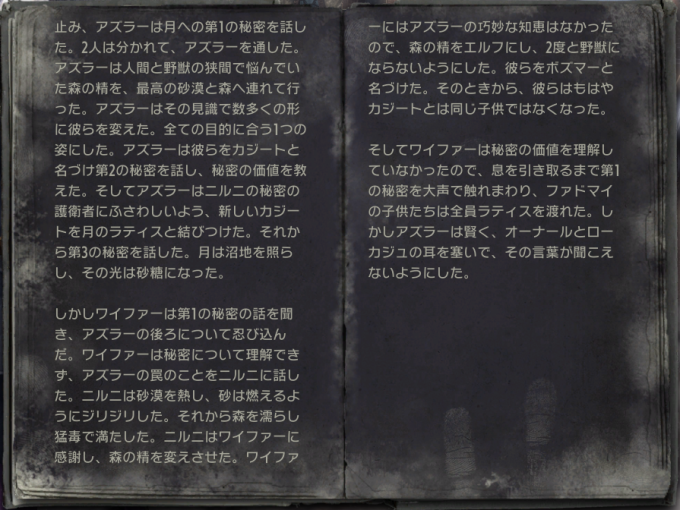 止み、アズラーは月への第1の秘密を話し
た。2人は分かれて、アズラーを通した。
アズラーは人間と野獣の狭間で悩んでい
た森の精を、最高の砂漠と森へ連れて行
った。アズラーはその見識で数多くの形
に彼らを変えた。全ての目的に合う1つの
姿にした。アズラーは彼らをカジートと
名づけ第2の秘密を話し、秘密の価値を教
えた。そしてアズラーはニルニの秘密の
護衛者にふさわしいよう、新しいカジー
トを月のラティスと結びつけた。それか
ら第3の秘密を話した。月は沼地を照ら
し、その光は砂糖になった。
しかしワイファーは第1の秘密の話を聞
き、アズラーの後ろについて忍び込ん
だ。ワイファーは秘密について理解でき
ず、アズラーの罠のことをニルニに話し
た。ニルニは砂漠を熱し、砂は燃えるよ
うにジリジリした。それから森を濡らし
猛毒で満たした。ニルニはワイファーに
感謝し、森の精を変えさせた。ワイファ
ーにはアズラーの巧妙な知恵はなかった
ので、森の精をエルフにし、2度と野獣に
ならないようにした。彼らをボズマーと
名づけた。そのときから、彼らはもはや
カジートとは同じ子供ではなくなった。
そしてワイファーは秘密の価値を理解し
ていなかったので、息を引き取るまで第1
の秘密を大声で触れまわり、ファドマイ
の子供たちは全員ラティスを渡れた。し
かしアズラーは賢く、オーナールとロー
カジュの耳を塞いで、その言葉が聞こえ
ないようにした。